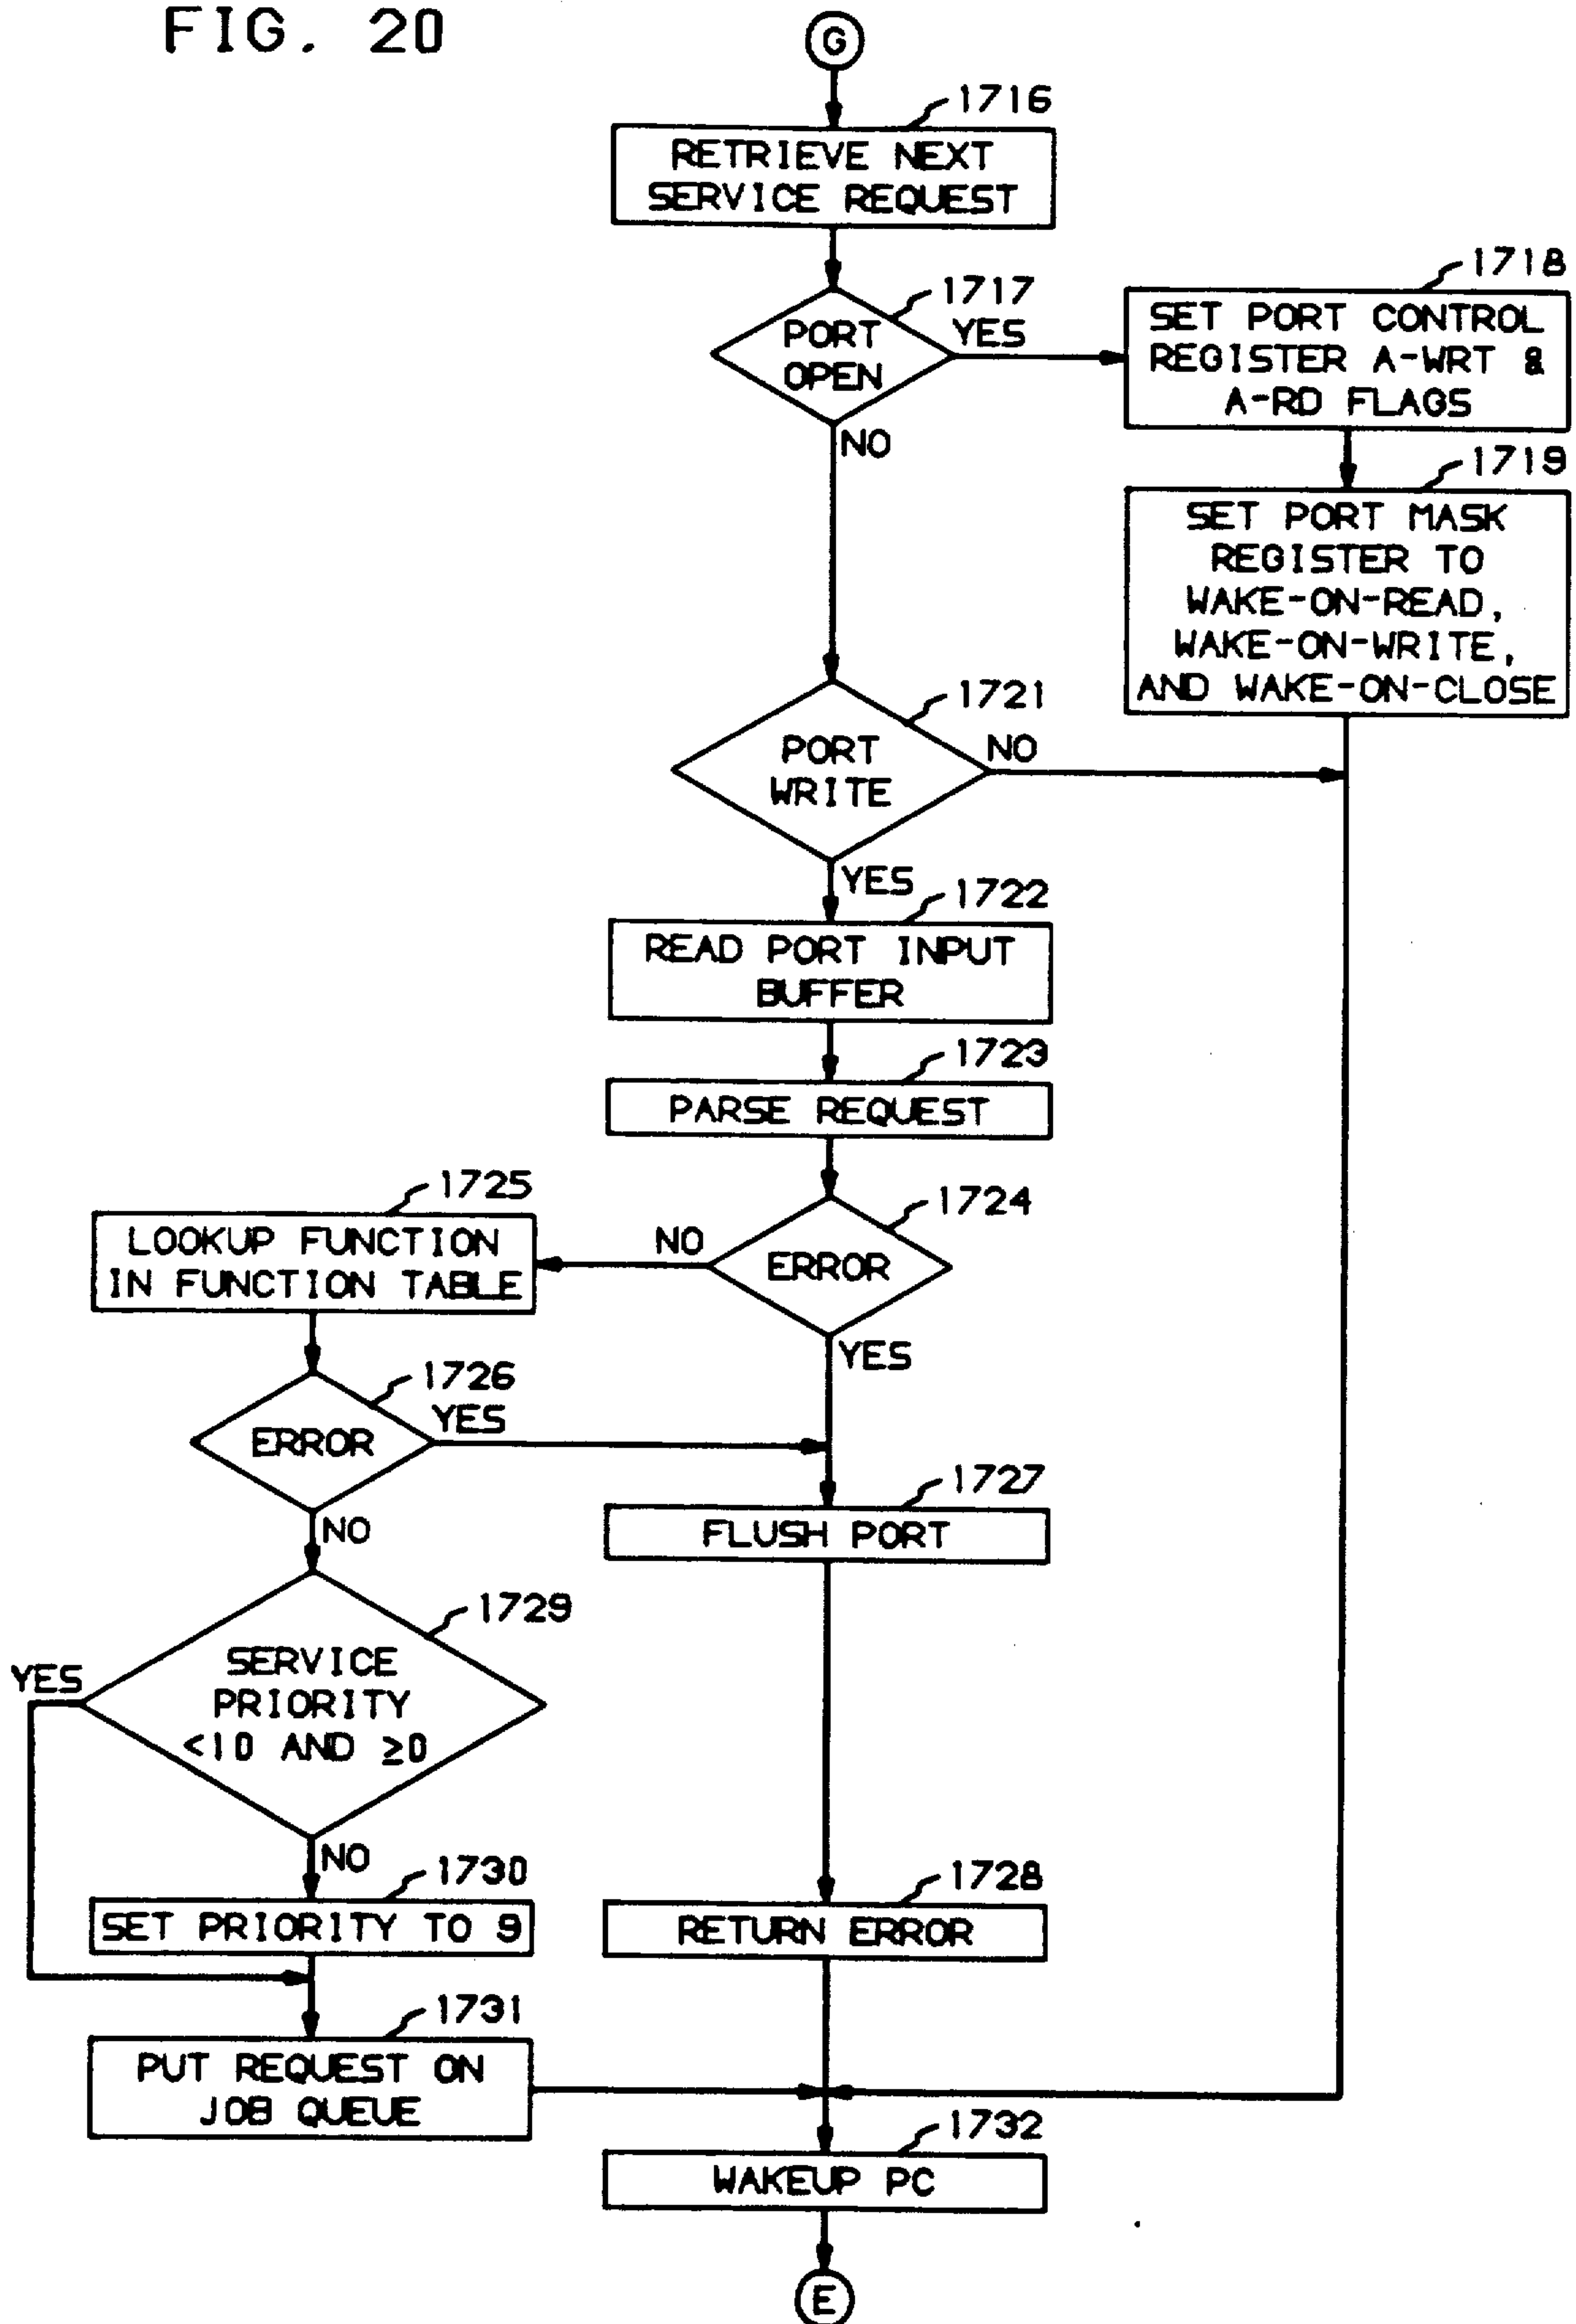 FIG. 20
G
1716
RETRIEVE NEXT
SERVICE REQUEST
1717
PORT
OPEN
YES
NO
1718
SET PORT CONTROL
REGISTER A-WRT &
A-RD FLAGS
1719
SET PORT MASK
REGISTER TO
WAKE-ON-READ,
WAKE-ON-WRITE,
AND WAKE-ON-CLOSE
1721
PORT
WRITE
NO
YES
1722
READ PORT INPUT
BUFFER
1723
PARSE REQUEST
1724
ERROR
NO
YES
1725
LOOKUP FUNCTION
IN FUNCTION TABLE
1726
ERROR
YES
NO
1727
FLUSH PORT
1729
SERVICE
PRIORITY
<10 AND ≥0
YES
NO
1730
SET PRIORITY TO 9
1728
RETURN ERROR
1731
PUT REQUEST ON
JOB QUEUE
1732
WAKEUP PC
E